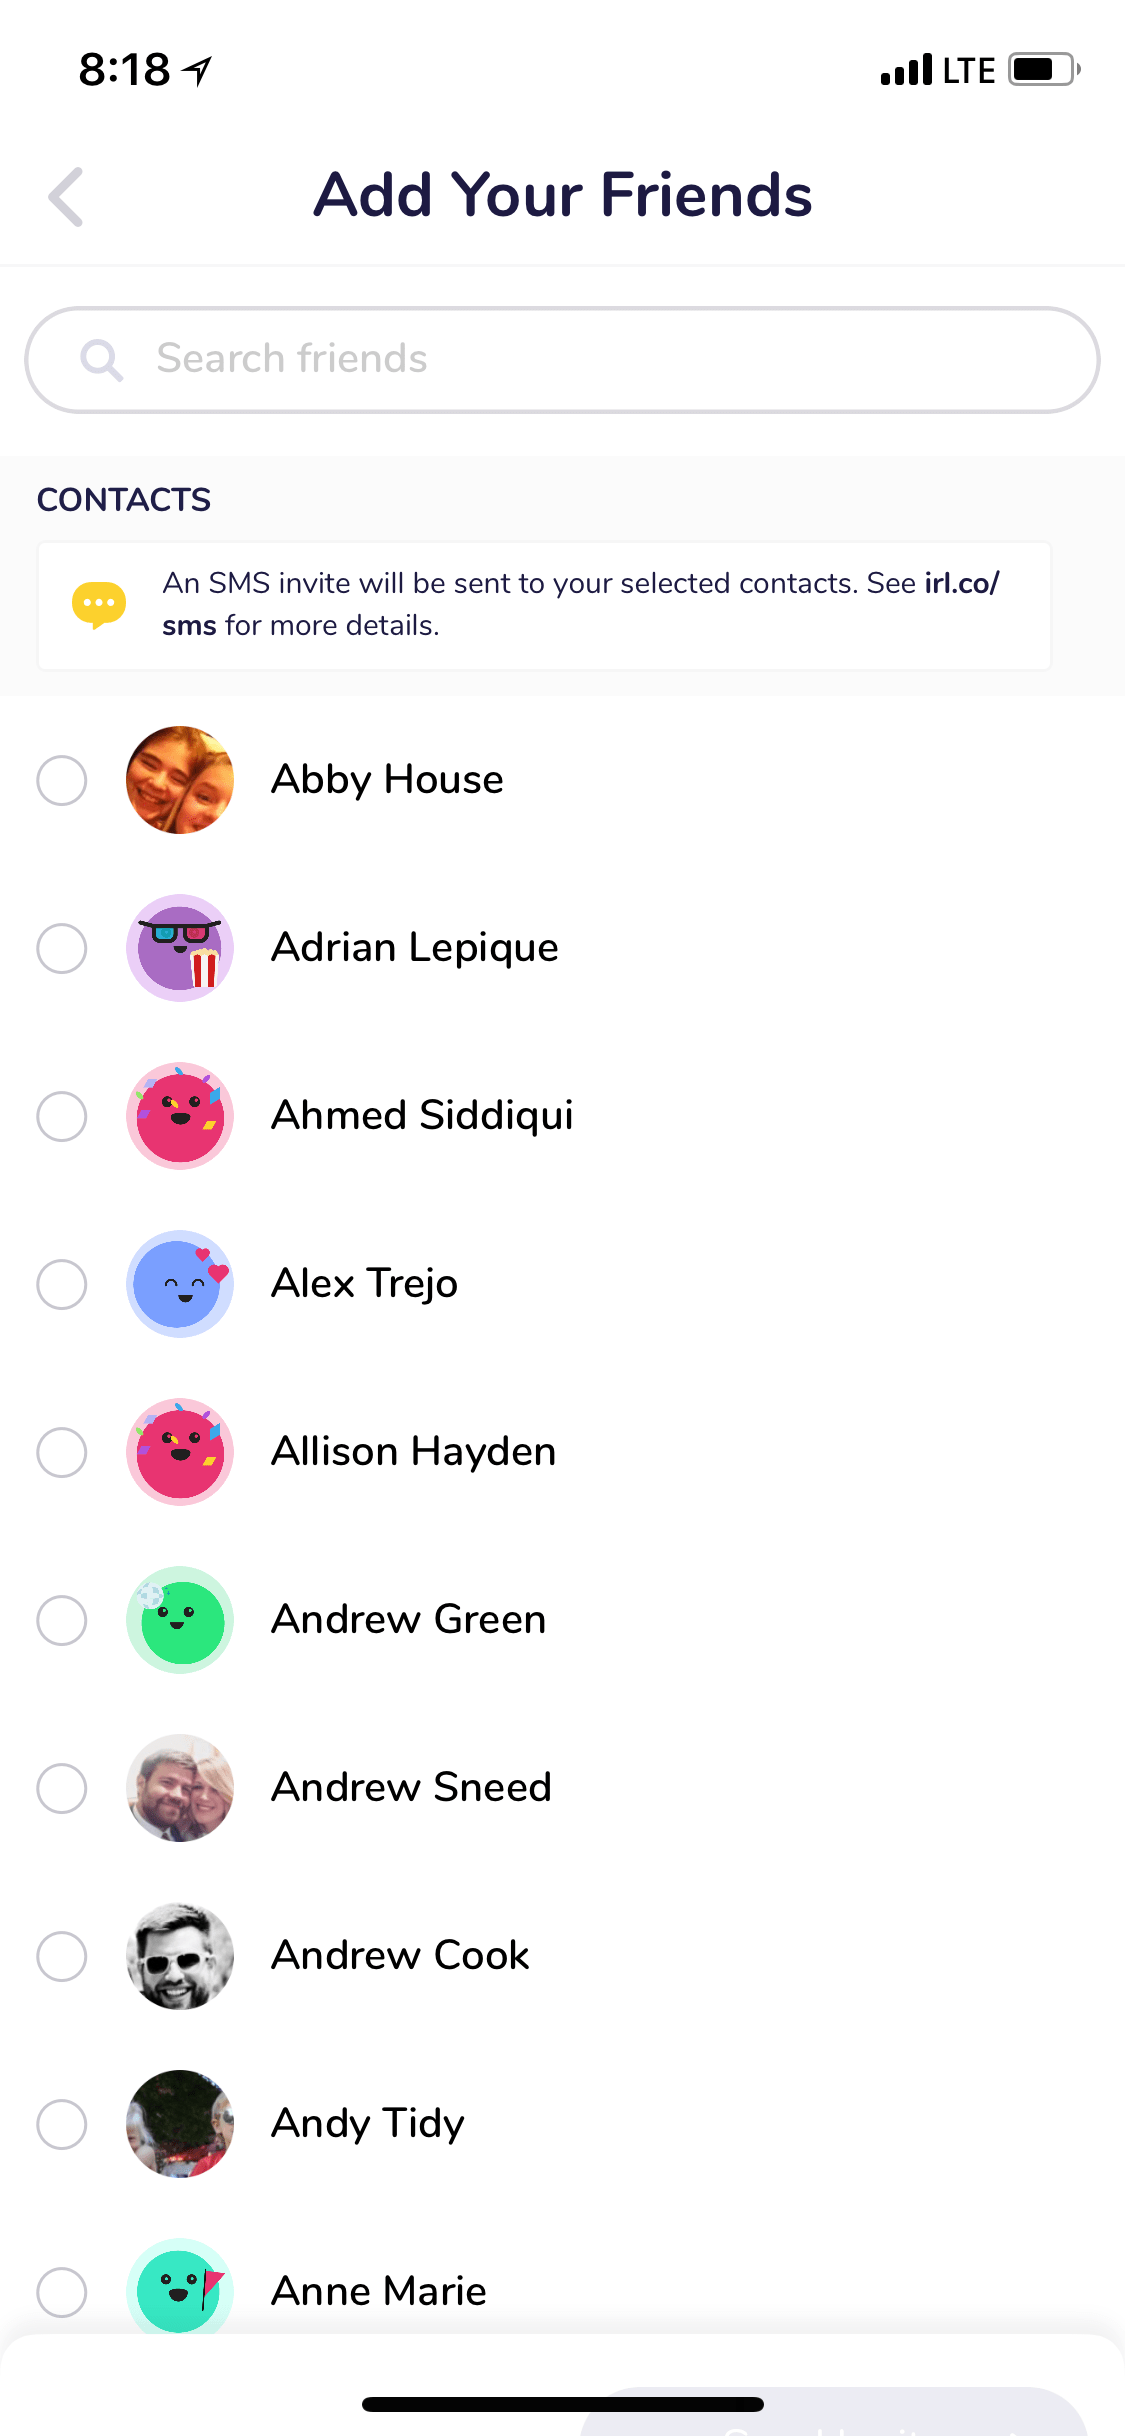 8:18
LTE
Add Your Friends
Search friends
CONTACTS
An SMS invite will be sent to your selected contacts. See irl.co/
sms for more details.
Abby House
Adrian Lepique
Ahmed Siddiqui
Alex Trejo
Allison Hayden
Andrew Green
Andrew Sneed
Andrew Cook
Andy Tidy
Anne Marie